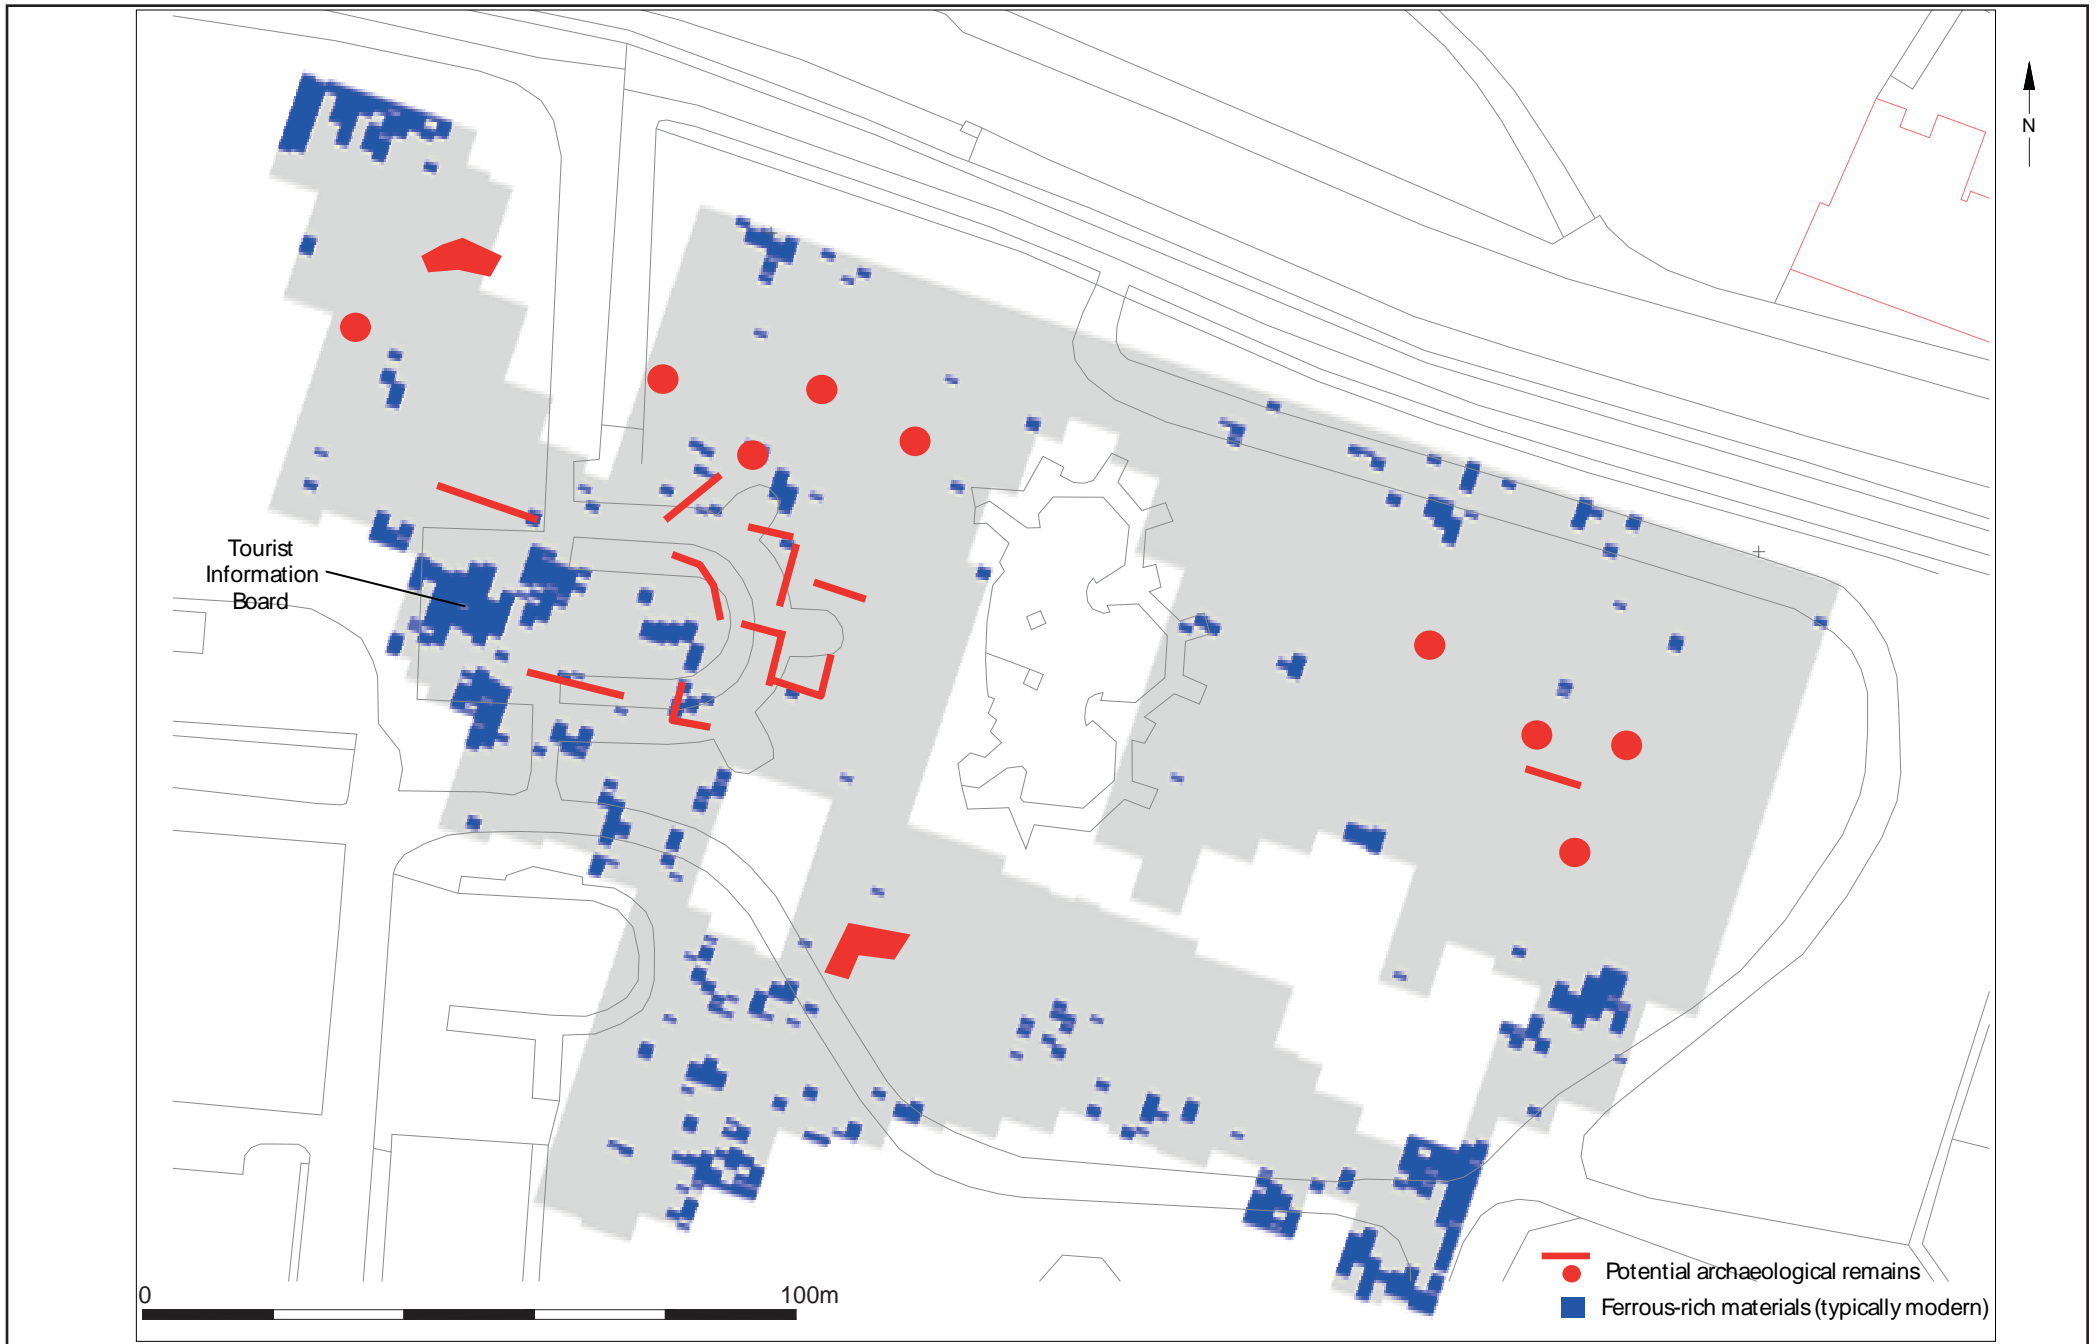 N
Tourist
Information
Board
0 100m
Potential archaeological remains
Ferrous-rich materials (typically modern)